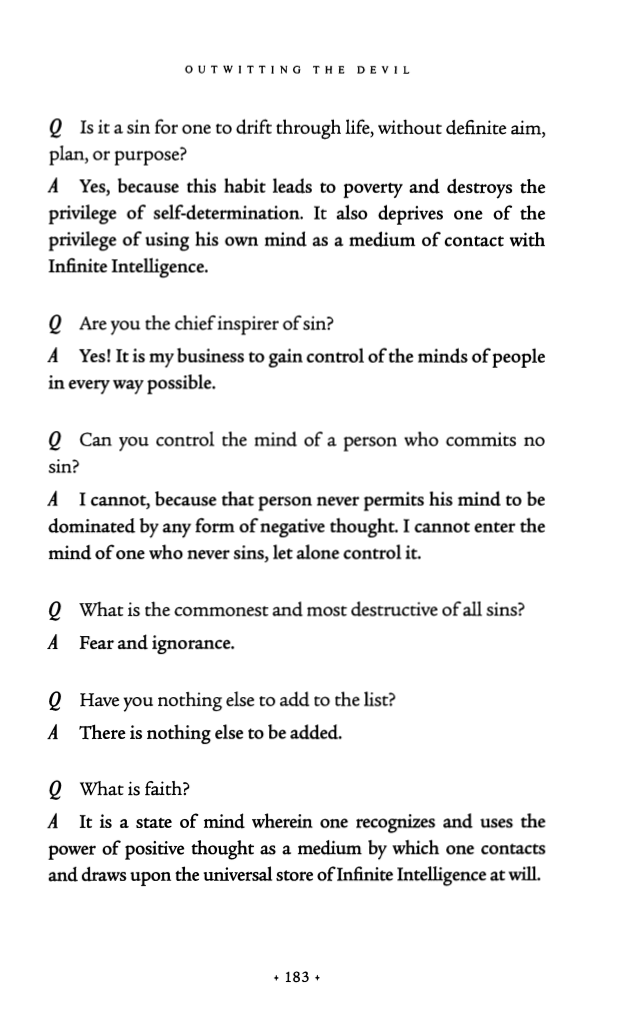 OUTWITTING THE DEVIL
Q Is it a sin for one to drift through life, without definite aim,
plan, or purpose?
A Yes, because this habit leads to poverty and destroys the
privilege of self-determination. It also deprives one of the
privilege of using his own mind as a medium of contact with
Infinite Intelligence.
Q Are you the chief inspirer of sin?
A Yes! It is my business to gain control of the minds of people
in every way possible.
Q Can you control the mind of a person who commits no
sin?
A I cannot, because that person never permits his mind to be
dominated by any form of negative thought. I cannot enter the
mind of one who never sins, let alone control it.
Q What is the commonest and most destructive of all sins?
A Fear and ignorance.
Q Have you nothing else to add to the list?
A There is nothing else to be added.
Q What is faith?
A It is a state of mind wherein one recognizes and uses the
power of positive thought as a medium by which one contacts
and draws upon the universal store of Infinite Intelligence at will.
+ 183 +